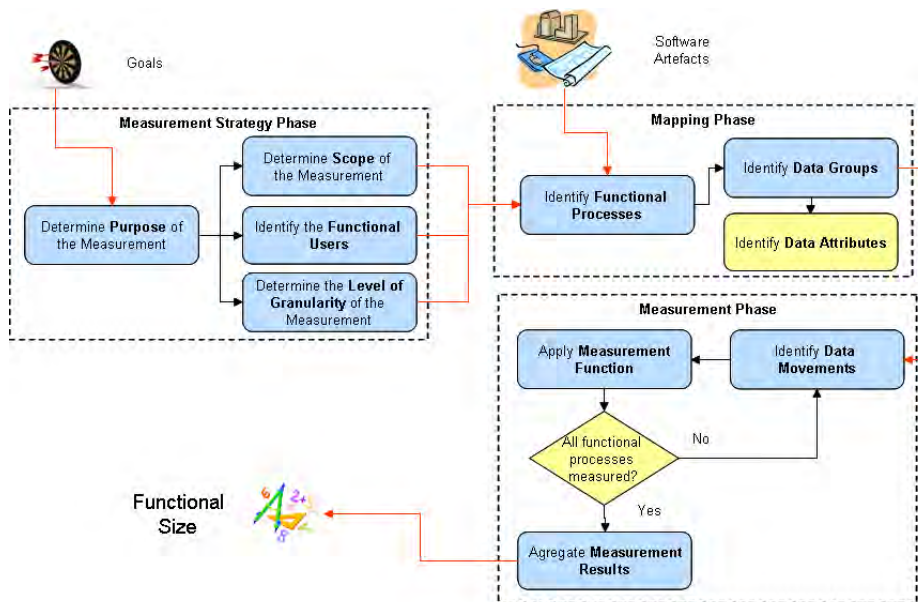 Goals
Software
Artefacts
Measurement Strategy Phase
Determine Purpose of
the Measurement
Determine Scope of
the Measurement
Identify the Functional
Users
Determine the Level of
Granularity of the
Measurement
Mapping Phase
Identify Functional
Processes
Identify Data Groups
Identify Data Attributes
Measurement Phase
Apply Measurement
Function
Identify Data
Movements
All functional
processes
measured?
No
Yes
Agregate Measurement
Results
Functional
Size